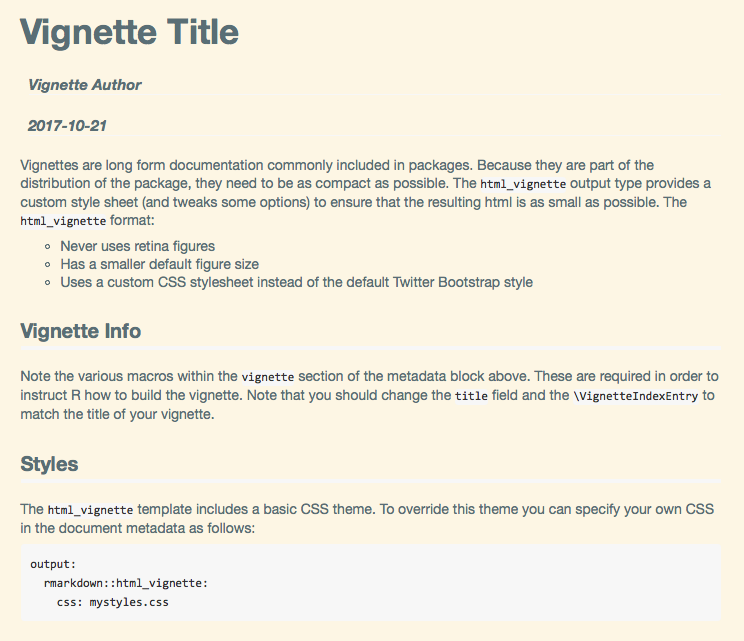 Vignette Title
Vignette Author
2017-10-21
Vignettes are long form documentation commonly included in packages. Because they are part of the
distribution of the package, they need to be as compact as possible. The html_vignette output type provides a
custom style sheet (and tweaks some options) to ensure that the resulting html is as small as possible. The
html_vignette format:
◦ Never uses retina figures
◦ Has a smaller default figure size
◦ Uses a custom CSS stylesheet instead of the default Twitter Bootstrap style
Vignette Info
Note the various macros within the vignette section of the metadata block above. These are required in order to
instruct R how to build the vignette. Note that you should change the title field and the \VignetteIndexEntry to
match the title of your vignette.
Styles
The html_vignette template includes a basic CSS theme. To override this theme you can specify your own CSS
in the document metadata as follows:
output:
  rmarkdown::html_vignette:
    css: mystyles.css